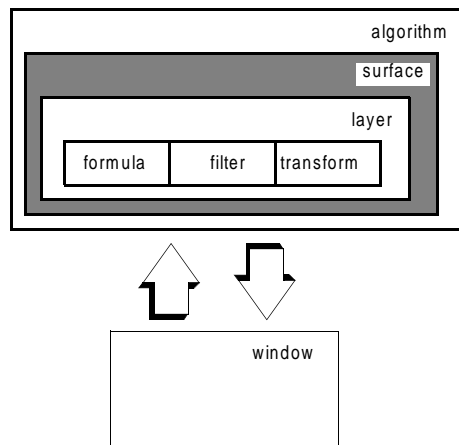 algorithm
surface
layer
formula filter transform
window